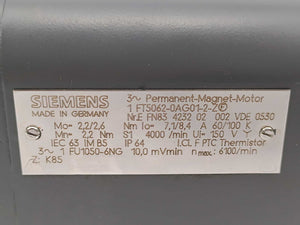 SIEMENS
MADE IN GERMANY
3~ Permanent-Magnet-Motor
1 FT5062-0AG01-2-Z
Nr.E FN83 4232 02 002 VDE 0530
Mo= 2,2/2,6 Nm Io= 7,1/8,4 A 60/100 K
Mn= 2,2 Nm S1 4000 /min Ui= 150 V Y
IEC 63 IM B5 IP 64 I.CL F PTC Thermistor
3~ 1 FU1050-6NG 10,0 mV/min n max.: 6100/min
/Z: K85